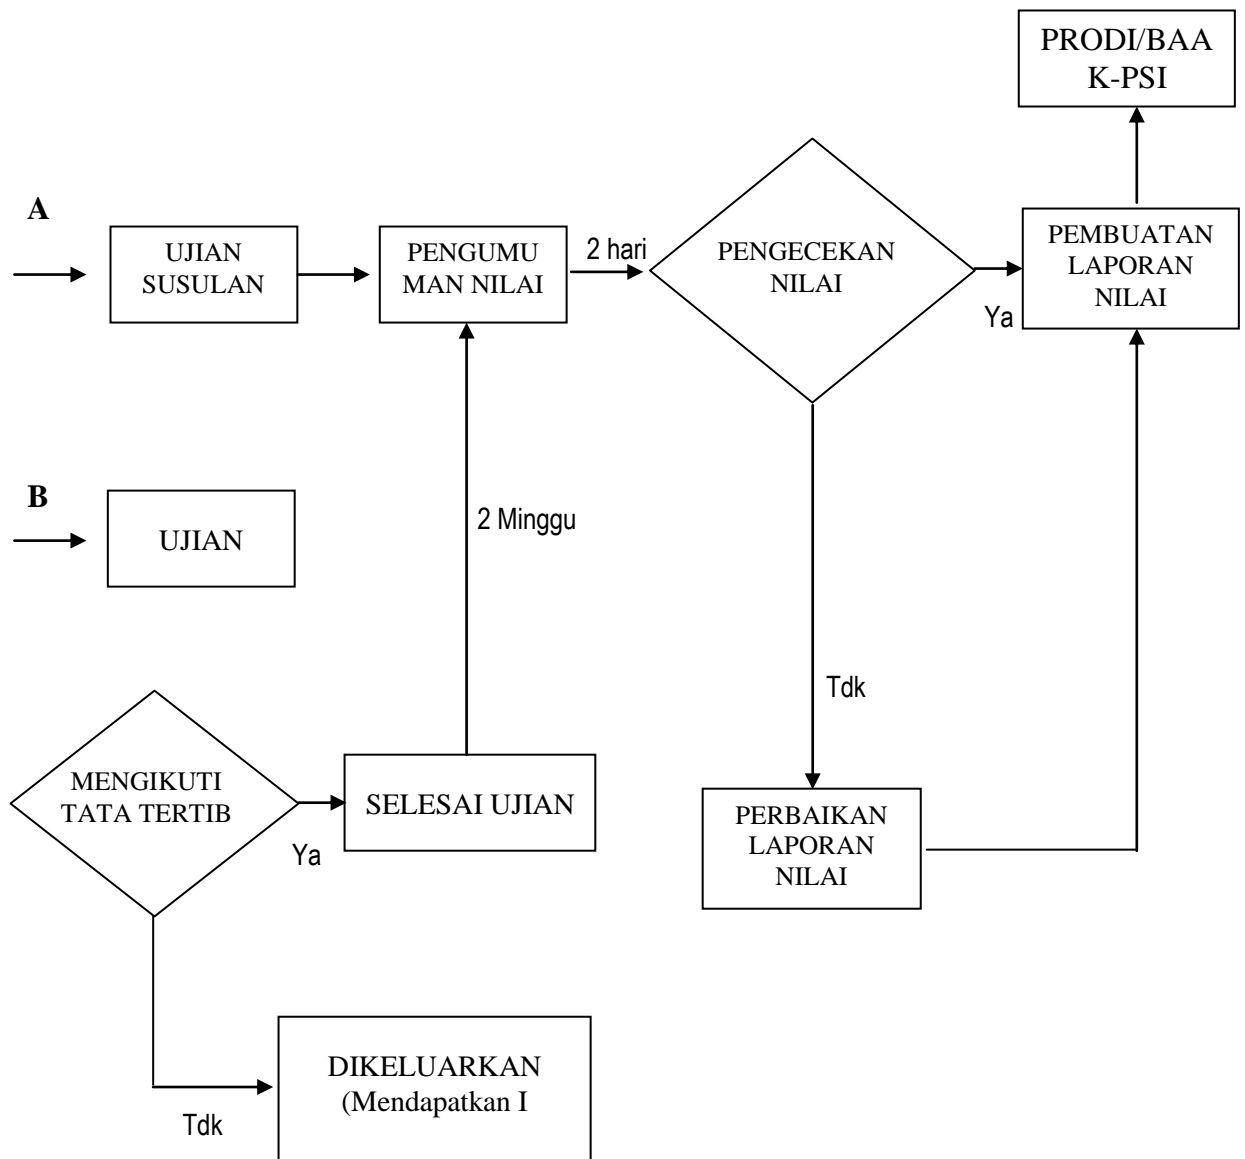 PRODI/BAA
K-PSI
A
UJIAN
SUSULAN
PENGUMU
MAN NILAI
2 hari
PENGECEKAN
NILAI
Ya
PEMBUATAN
LAPORAN
NILAI
B
UJIAN
2 Minggu
Tdk
MENGIKUTI
TATA TERTIB
Ya
SELESAI UJIAN
PERBAIKAN
LAPORAN
NILAI
Tdk
DIKELUARKAN
(Mendapatkan I